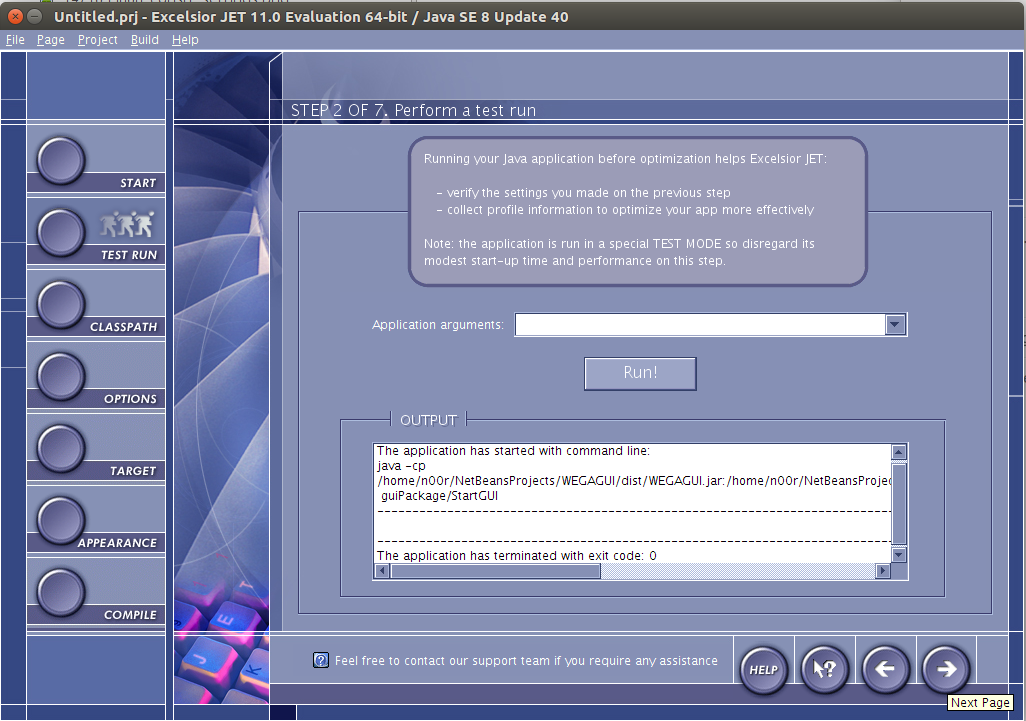 Untitled.prj - Excelsior JET 11.0 Evaluation 64-bit / Java SE 8 Update 40
File Page Project Build Help
STEP 2 OF 7. Perform a test run
Running your Java application before optimization helps Excelsior JET:
- verify the settings you made on the previous step
- collect profile information to optimize your app more effectively
Note: the application is run in a special TEST MODE so disregard its
modest start-up time and performance on this step.
START
TEST RUN
CLASSPATH
OPTIONS
TARGET
APPEARANCE
COMPILE
Application arguments:
Run!
OUTPUT
The application has started with command line:
java -cp
/home/n00r/NetBeansProjects/WEGAGUI/dist/WEGAGUI.jar:/home/n00r/NetBeansProjec
guiPackage/StartGUI
--------------------------------------------------------------------------------
--------------------------------------------------------------------------------
The application has terminated with exit code: 0
Feel free to contact our support team if you require any assistance
HELP
Next Page